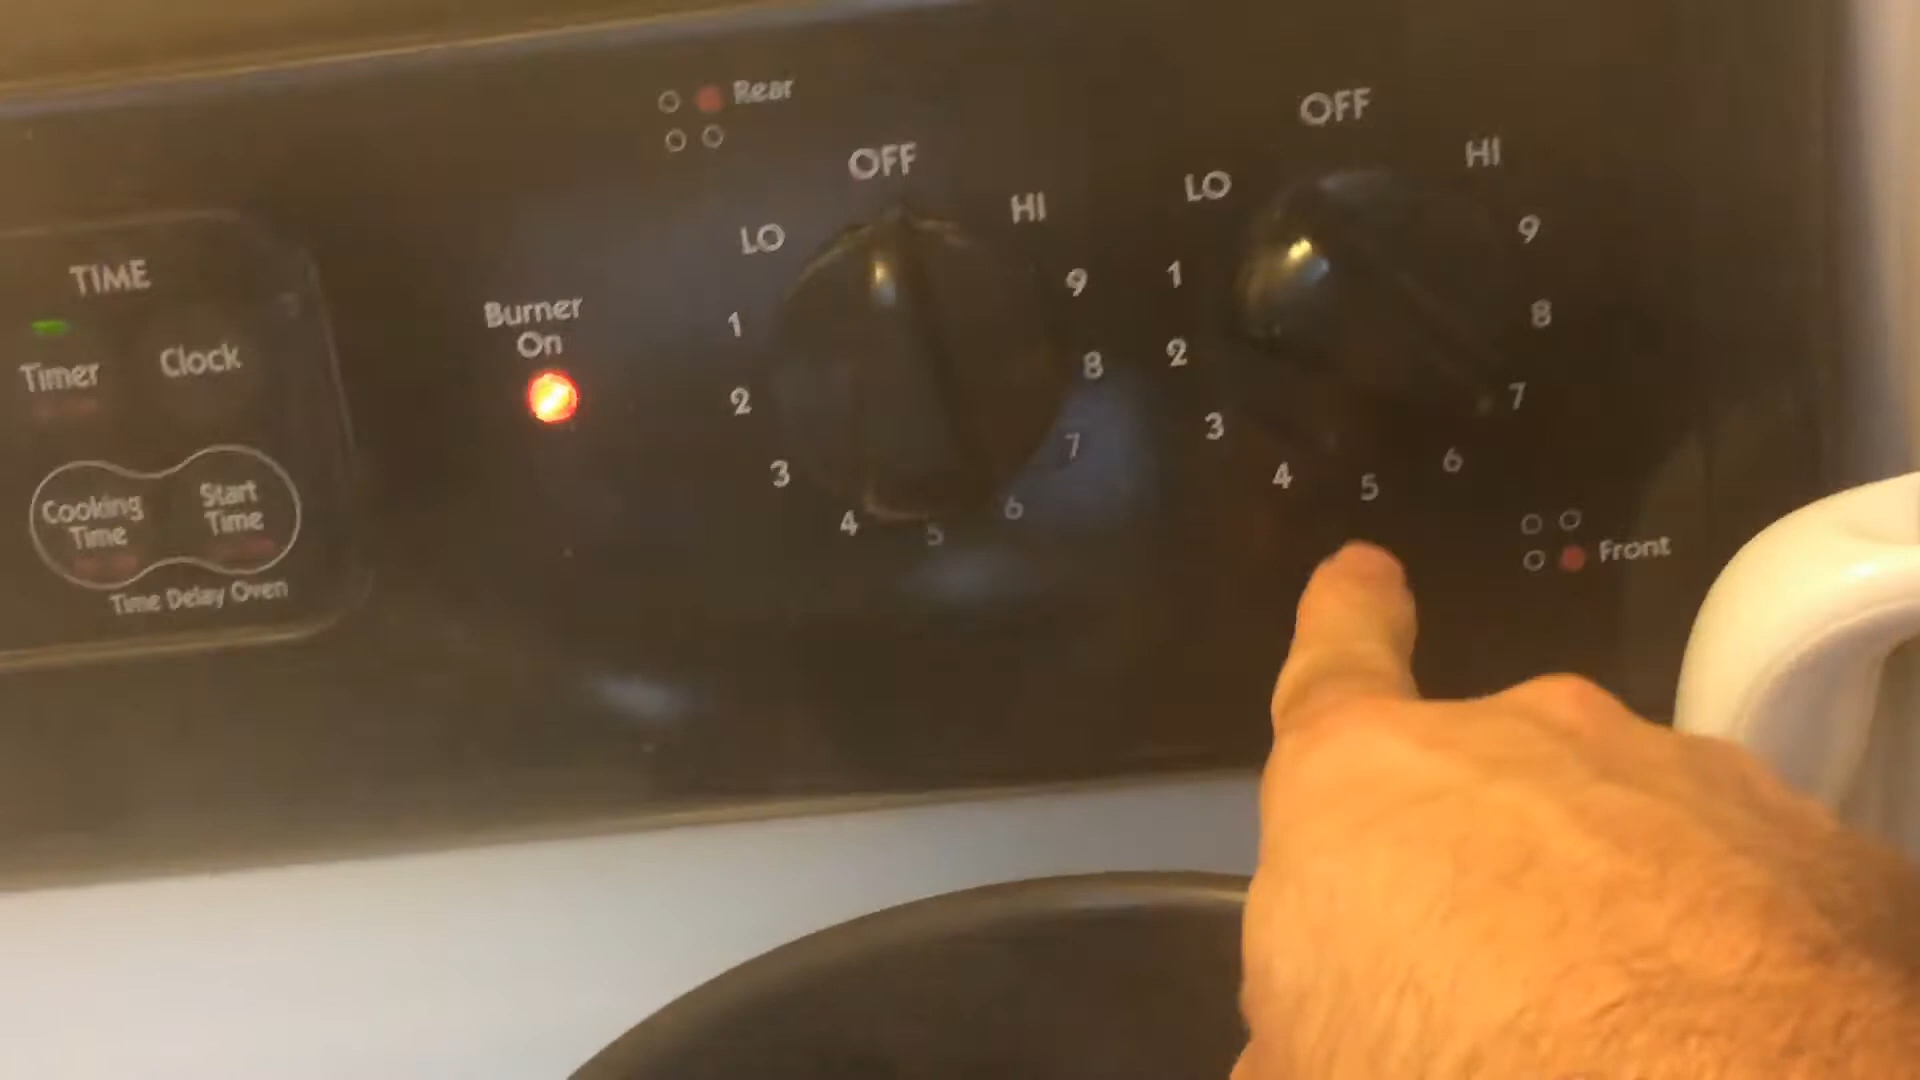 Rear
OFF
LO
HI
1
9
2
8
3
7
4
5
6
OFF
LO
HI
1
9
2
8
3
7
4
5
6
Front
TIME
Timer
Clock
Cooking
Time
Start
Time
Time Delay Oven
Burner
On